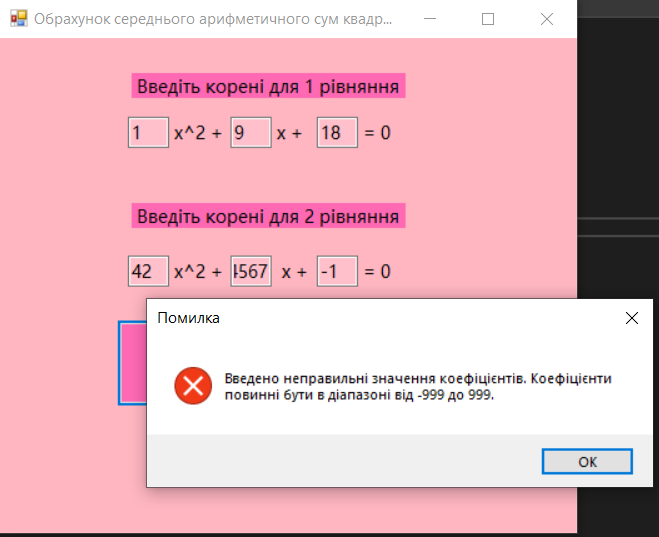 Обрахунок середнього арифметичного сум квадр...
Введіть корені для 1 рівняння
1 x^2 + 9 x + 18 = 0
Введіть корені для 2 рівняння
42 x^2 + 4567 x + -1 = 0
Помилка
Введено неправильні значення коефіцієнтів. Коефіцієнти
повинні бути в діапазоні від -999 до 999.
OK